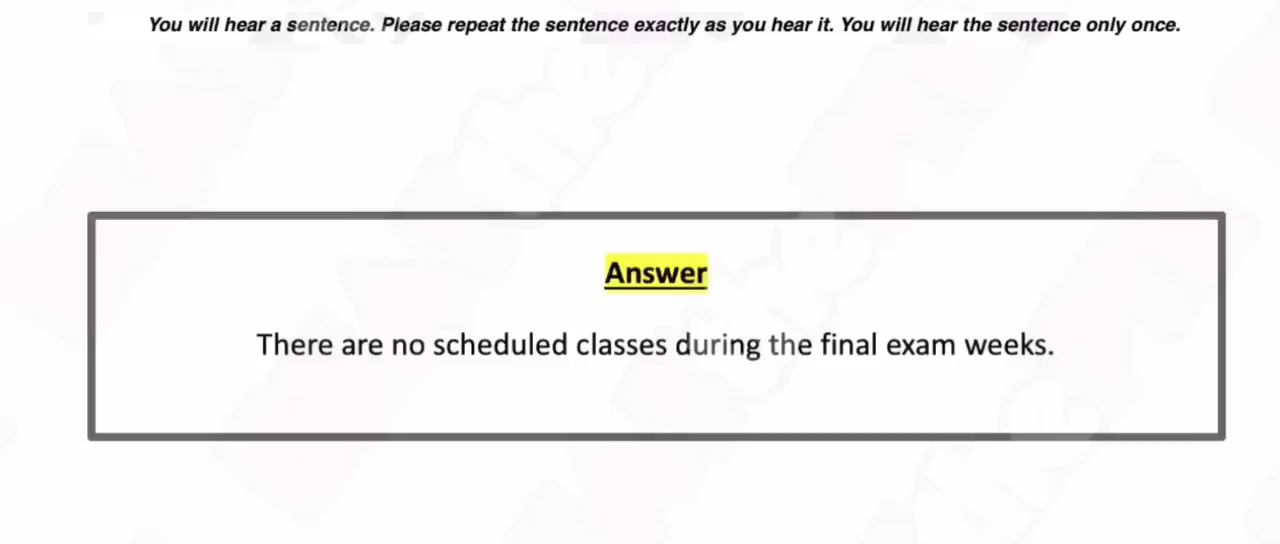 You will hear a sentence. Please repeat the sentence exactly as you hear it. You will hear the sentence only once.
Answer
There are no scheduled classes during the final exam weeks.